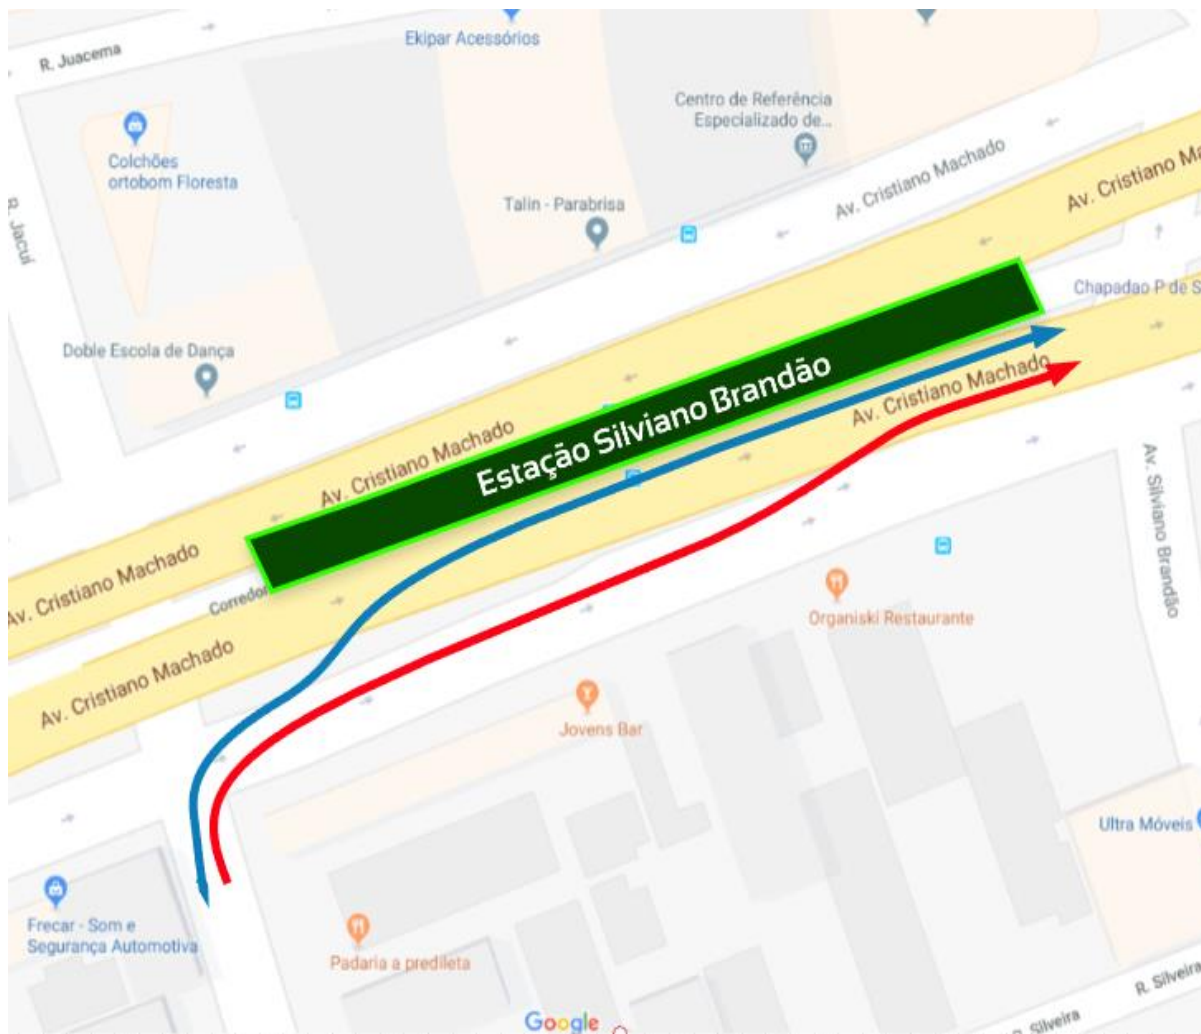 R. Juacema
Ekipar Acessórios
Centro de Referência
Especializado de...
Colchões
ortobom Floresta
R. Jacuí
Talin - Parabrisa
Av. Cristiano Machado
Av. Cristiano Ma
Chapadao P de S
Doble Escola de Dança
Estação Silviano Brandão
Av. Cristiano Machado
Av. Cristiano Machado
Av. Cristiano Machado
Corredor
Av. Cristiano Machado
Av. Silviano Brandão
Organiski Restaurante
Jovens Bar
Ultra Móveis
Frecar - Som e
Segurança Automotiva
Padaria a predileta
R. Silveira
R. Silveira
Google